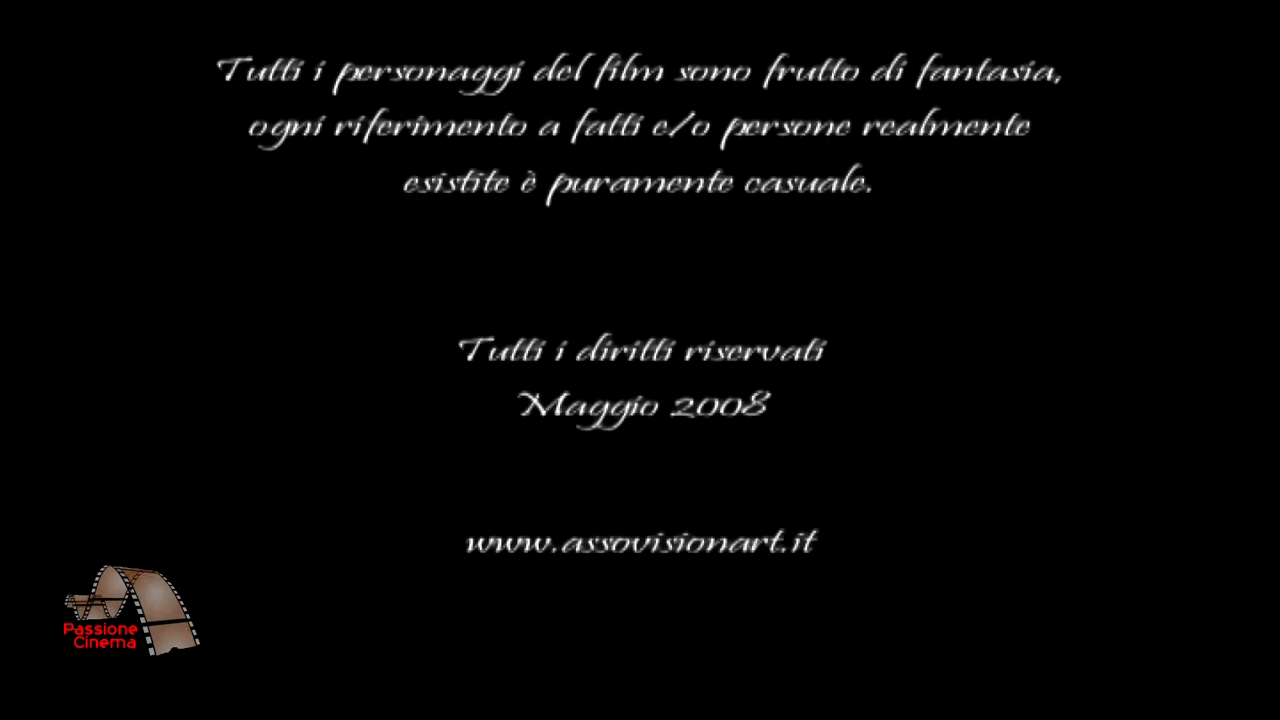 Tutti i personaggi del film sono frutto di fantasia,
ogni riferimento a fatti e/o persone realmente
esistite è puramente casuale.
Tutti i diritti riservati
Maggio 2008
www.assovisionart.it
Passione
Cinema